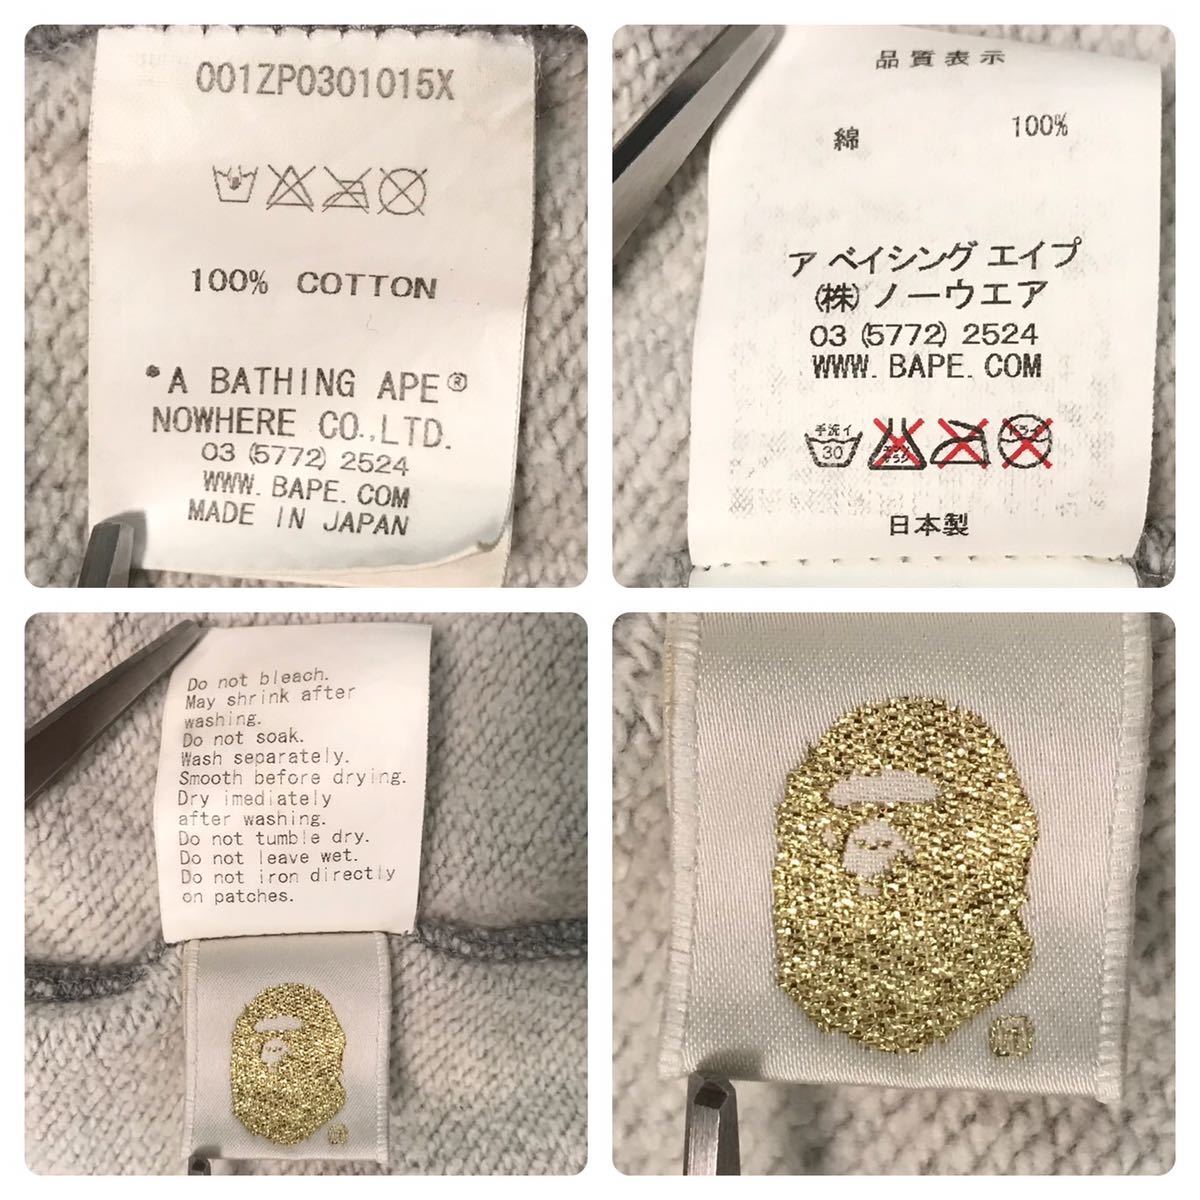 001ZP0301015X
100% COTTON
*A BATHING APE®
NOWHERE CO.,LTD.
03 (5772) 2524
WWW. BAPE. COM
MADE IN JAPAN
品質表示
綿 100%
ア ベイシング エイプ
(株) ノーウエア
03 (5772) 2524
WWW. BAPE. COM
手洗イ
30
日本製
Do not bleach.
May shrink after
washing.
Do not soak.
Wash separately.
Smooth before drying.
Dry imediately
after washing.
Do not tumble dry.
Do not leave wet.
Do not iron directly
on patches.